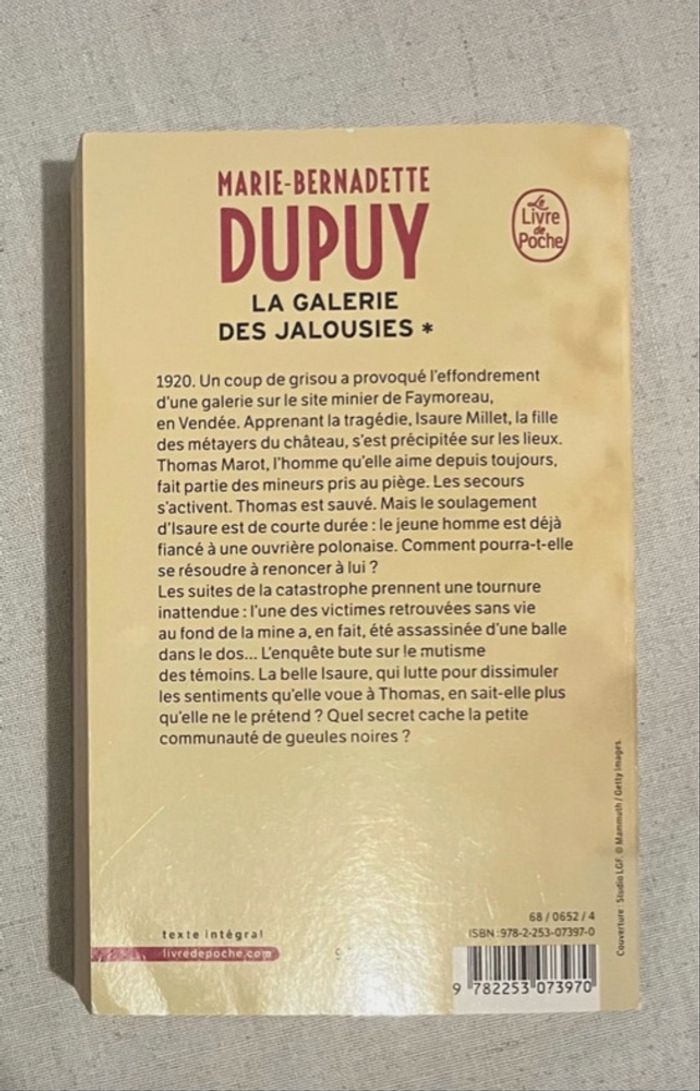 MARIE-BERNADETTE
DUPUY
LA GALERIE
DES JALOUSIES *
Le
Livre
de
Poche
1920. Un coup de grisou a provoqué l'effondrement
d'une galerie sur le site minier de Faymoreau,
en Vendée. Apprenant la tragédie, Isaure Millet, la fille
des métayers du château, s'est précipitée sur les lieux.
Thomas Marot, l'homme qu'elle aime depuis toujours,
fait partie des mineurs pris au piège. Les secours
s'activent. Thomas est sauvé. Mais le soulagement
d'Isaure est de courte durée : le jeune homme est déjà
fiancé à une ouvrière polonaise. Comment pourra-t-elle
se résoudre à renoncer à lui ?
Les suites de la catastrophe prennent une tournure
inattendue : l'une des victimes retrouvées sans vie
au fond de la mine a, en fait, été assassinée d'une balle
dans le dos... L'enquête bute sur le mutisme
des témoins. La belle Isaure, qui lutte pour dissimuler
les sentiments qu'elle voue à Thomas, en sait-elle plus
qu'elle ne le prétend ? Quel secret cache la petite
communauté de gueules noires ?
Couverture : Studio LGF. © Mammuth / Getty Images.
texte intégral
livredepoche.com
68 / 0652 / 4
ISBN : 978-2-253-07397-0
9 782253 073970